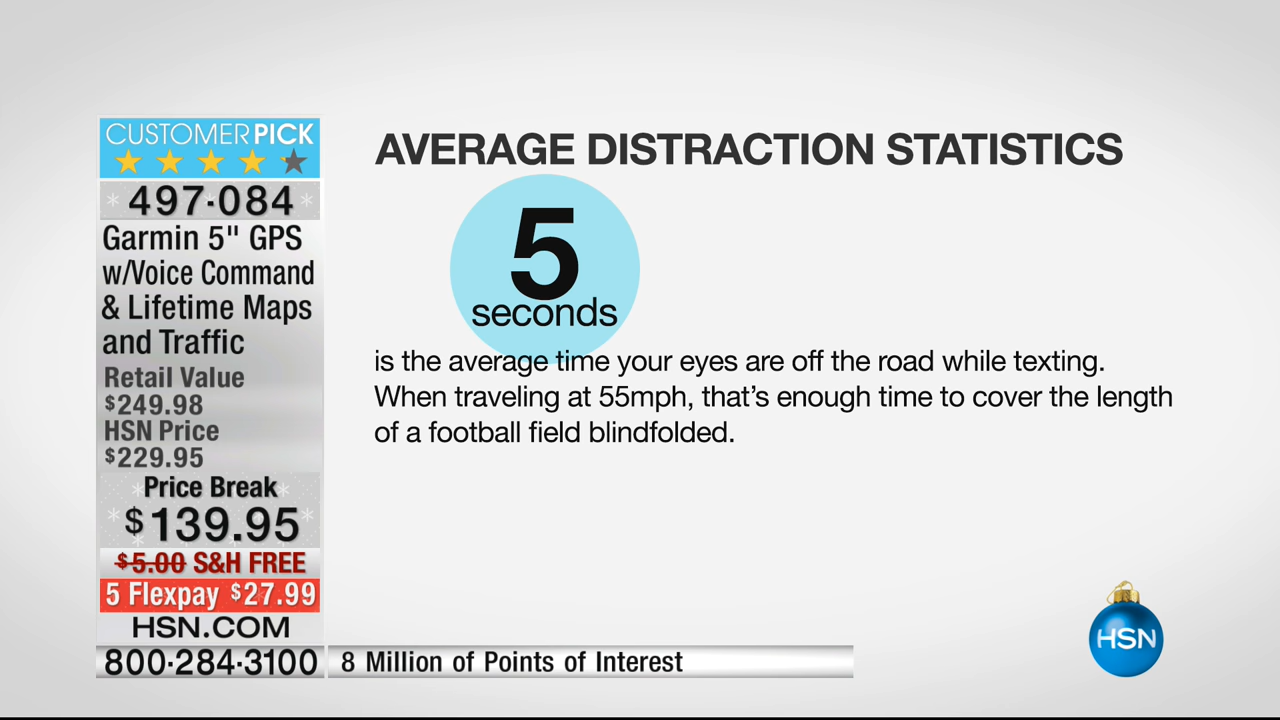 CUSTOMERPICK
497·084
Garmin 5" GPS
w/Voice Command
& Lifetime Maps
and Traffic
Retail Value
$249.98
HSN Price
$229.95
Price Break
$139.95
$5.00 S&H FREE
5 Flexpay $27.99
HSN.COM
800·284·3100
AVERAGE DISTRACTION STATISTICS
5
seconds
is the average time your eyes are off the road while texting.
When traveling at 55mph, that's enough time to cover the length
of a football field blindfolded.
8 Million of Points of Interest
HSN